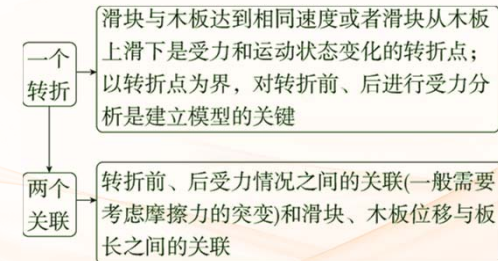 滑块与木板达到相同速度或者滑块从木板
上滑下是受力和运动状态变化的转折点；
以转折点为界，对转折前、后进行受力分
析是建立模型的关键
一个
转折
转折前、后受力情况之间的关联(一般需要
考虑摩擦力的突变)和滑块、木板位移与板
长之间的关联
两个
关联